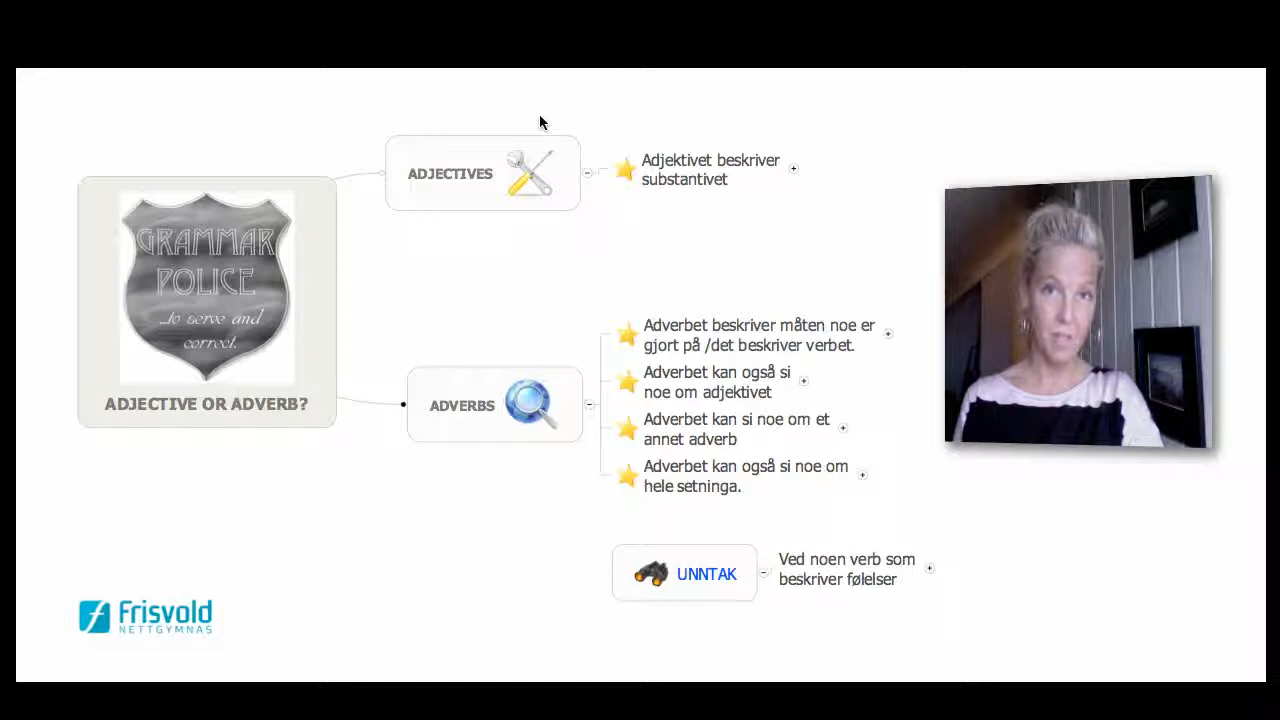 GRAMMAR
POLICE
...to serve and
correct.
ADJECTIVE OR ADVERB?
ADJECTIVES
Adjektivet beskriver
substantivet
ADVERBS
Adverbet beskriver måten noe er
gjort på /det beskriver verbet.
Adverbet kan også si
noe om adjektivet
Adverbet kan si noe om et
annet adverb
Adverbet kan også si noe om
hele setninga.
UNNTAK
Ved noen verb som
beskriver følelser
Frisvold
NETTGYMNAS